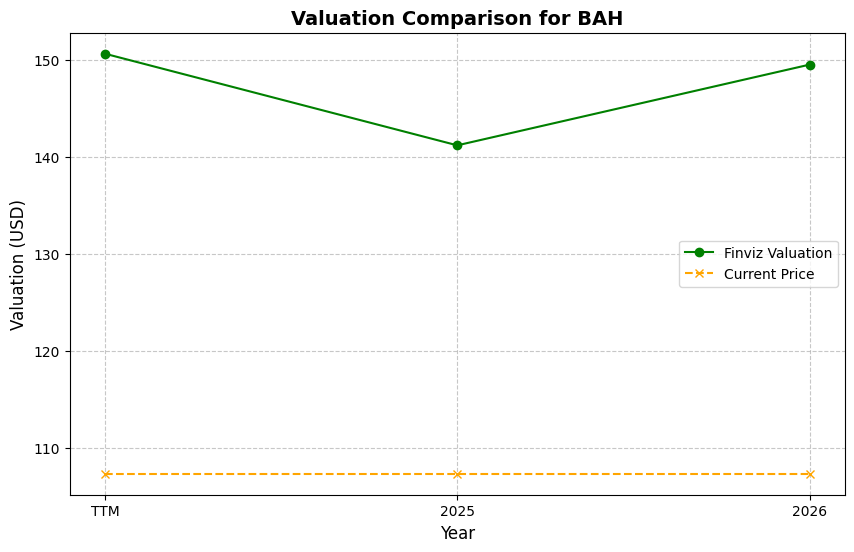 Valuation Comparison for BAH
Valuation (USD)
150
140
130
120
110
Finviz Valuation
Current Price
TTM
2025
2026
Year